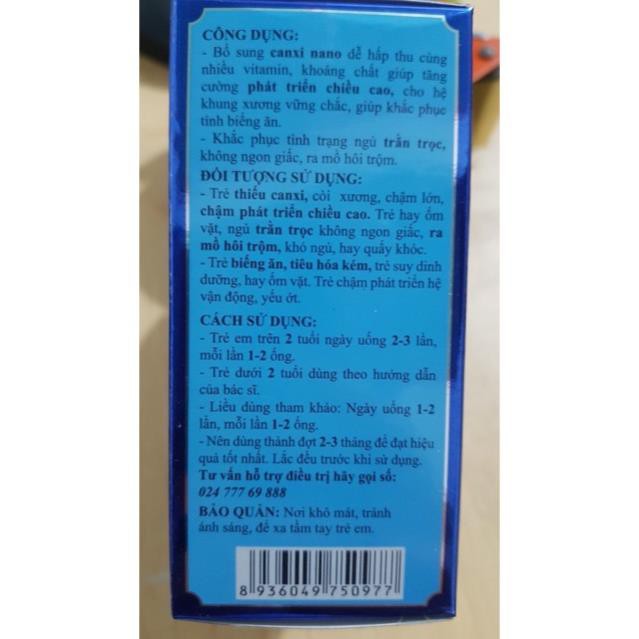 CÔNG DỤNG:
- Bổ sung canxi nano dễ hấp thu cùng
nhiều vitamin, khoáng chất giúp tăng
cường phát triển chiều cao, cho hệ
khung xương vững chắc, giúp khắc phục
tình biếng ăn.
- Khắc phục tình trạng ngủ trằn trọc,
không ngon giấc, ra mồ hôi trộm.
ĐỐI TƯỢNG SỬ DỤNG:
- Trẻ thiếu canxi, còi xương, chậm lớn,
chậm phát triển chiều cao. Trẻ hay ốm
vặt, ngủ trằn trọc không ngon giấc, ra
mồ hôi trộm, khó ngủ, hay quấy khóc.
- Trẻ biếng ăn, tiêu hóa kém, trẻ suy dinh
dưỡng, hay ốm vặt. Trẻ chậm phát triển hệ
vận động, yếu ớt.
CÁCH SỬ DỤNG:
- Trẻ em trên 2 tuổi ngày uống 2-3 lần,
mỗi lần 1-2 ống.
- Trẻ dưới 2 tuổi dùng theo hướng dẫn
của bác sĩ.
- Liều dùng tham khảo: Ngày uống 1-2
lần, mỗi lần 1-2 ống.
- Nên dùng thành đợt 2-3 tháng để đạt hiệu
quả tốt nhất. Lắc đều trước khi sử dụng.
Tư vấn hỗ trợ điều trị hãy gọi số:
024 777 69 888
BẢO QUẢN: Nơi khô mát, tránh
ánh sáng, để xa tầm tay trẻ em.
8 936049 750977